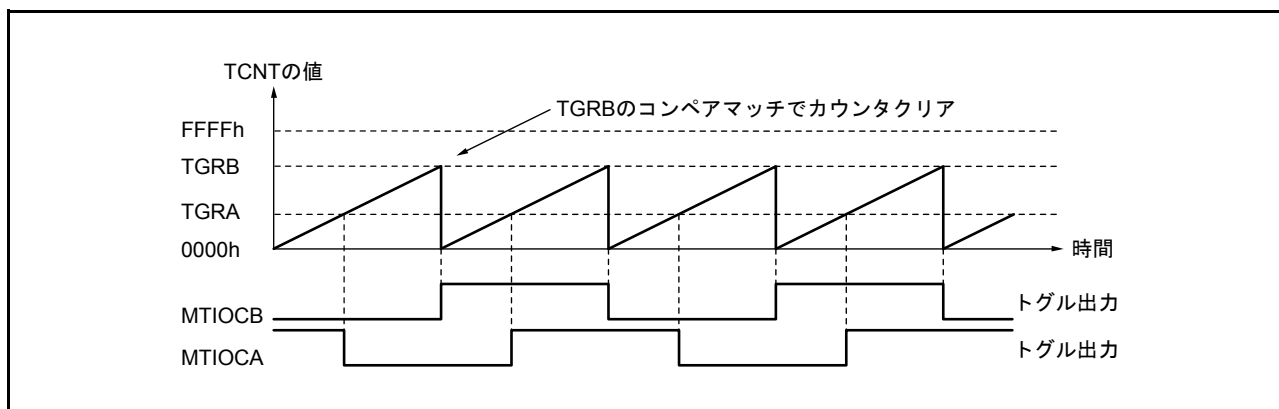 TCNTの値
TGRBのコンペアマッチでカウンタクリア
FFFFh
TGRB
TGRA
0000h
時間
MTIOCB
トグル出力
MTIOCA
トグル出力